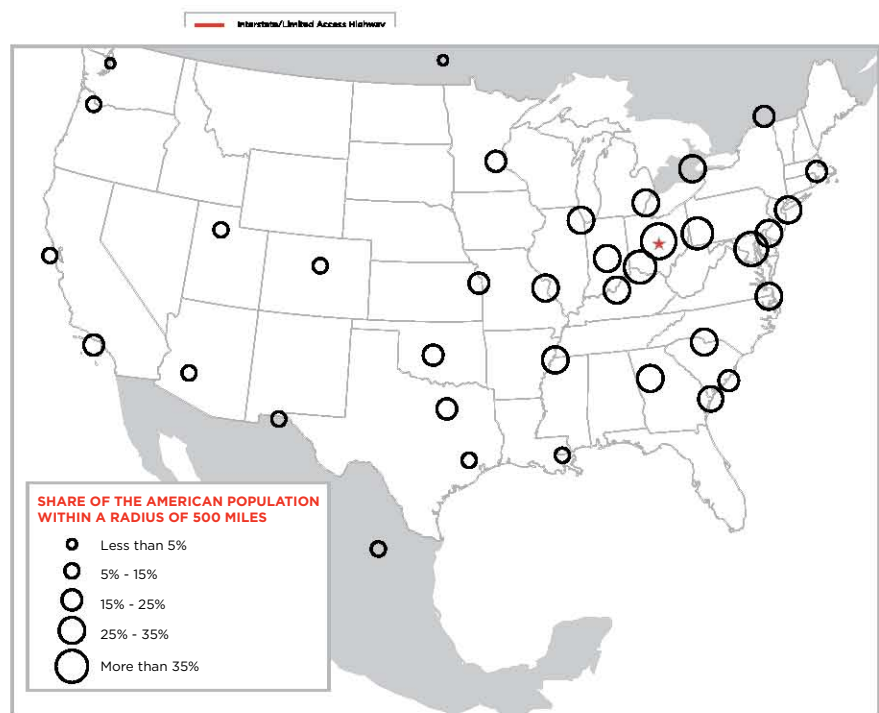 Interstate/Limited Access Highway
SHARE OF THE AMERICAN POPULATION
WITHIN A RADIUS OF 500 MILES
Less than 5%
5% - 15%
15% - 25%
25% - 35%
More than 35%